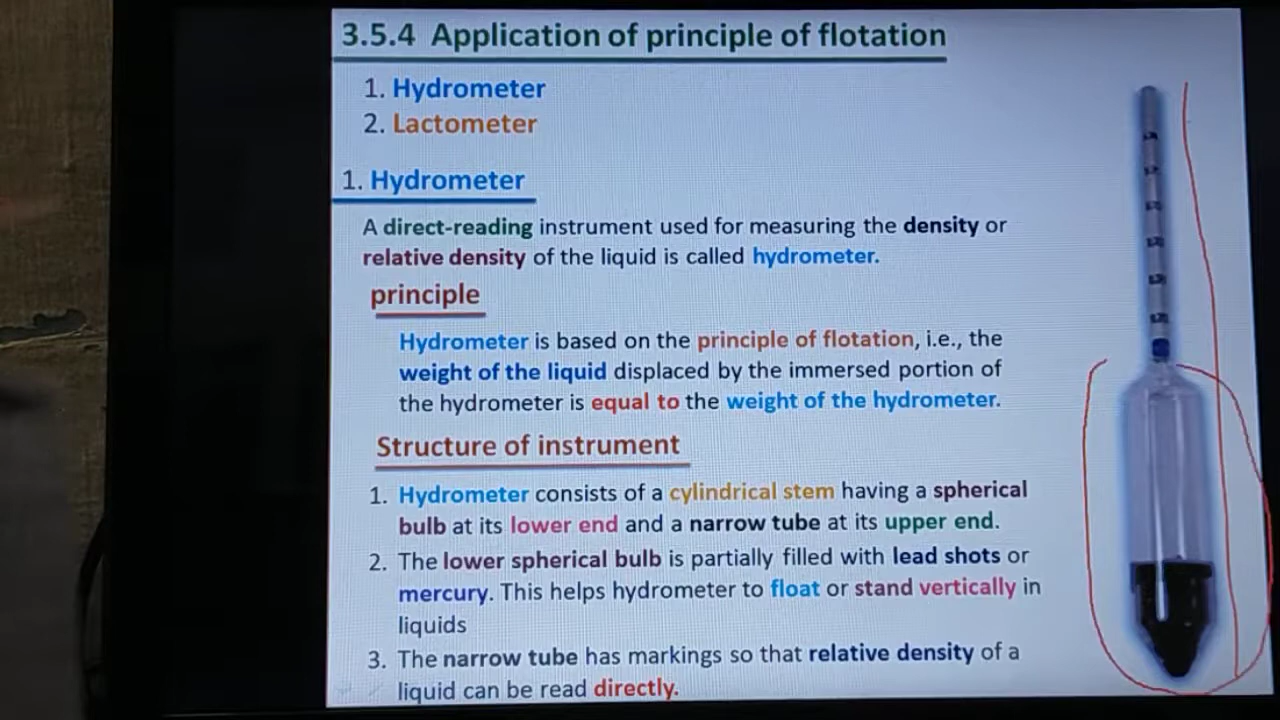 3.5.4 Application of principle of flotation
1. Hydrometer
2. Lactometer
1. Hydrometer
A direct-reading instrument used for measuring the density or
relative density of the liquid is called hydrometer.
principle
Hydrometer is based on the principle of flotation, i.e., the
weight of the liquid displaced by the immersed portion of
the hydrometer is equal to the weight of the hydrometer.
Structure of instrument
1. Hydrometer consists of a cylindrical stem having a spherical
bulb at its lower end and a narrow tube at its upper end.
2. The lower spherical bulb is partially filled with lead shots or
mercury. This helps hydrometer to float or stand vertically in
liquids
3. The narrow tube has markings so that relative density of a
liquid can be read directly.